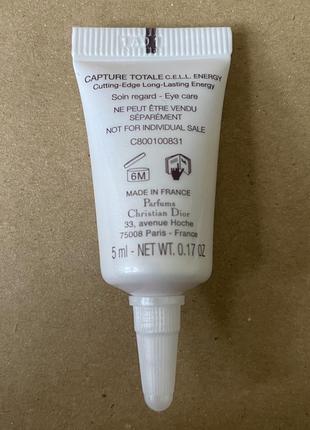 CAPTURE TOTALE C.E.L.L. ENERGY
Cutting-Edge Long-Lasting Energy
Soin regard - Eye care
NE PEUT ÊTRE VENDU
SÉPARÉMENT
NOT FOR INDIVIDUAL SALE
C800100831
6M
MADE IN FRANCE
Parfums
Christian Dior
33, avenue Hoche
75008 Paris - France
5 ml - NET WT. 0.17 OZ